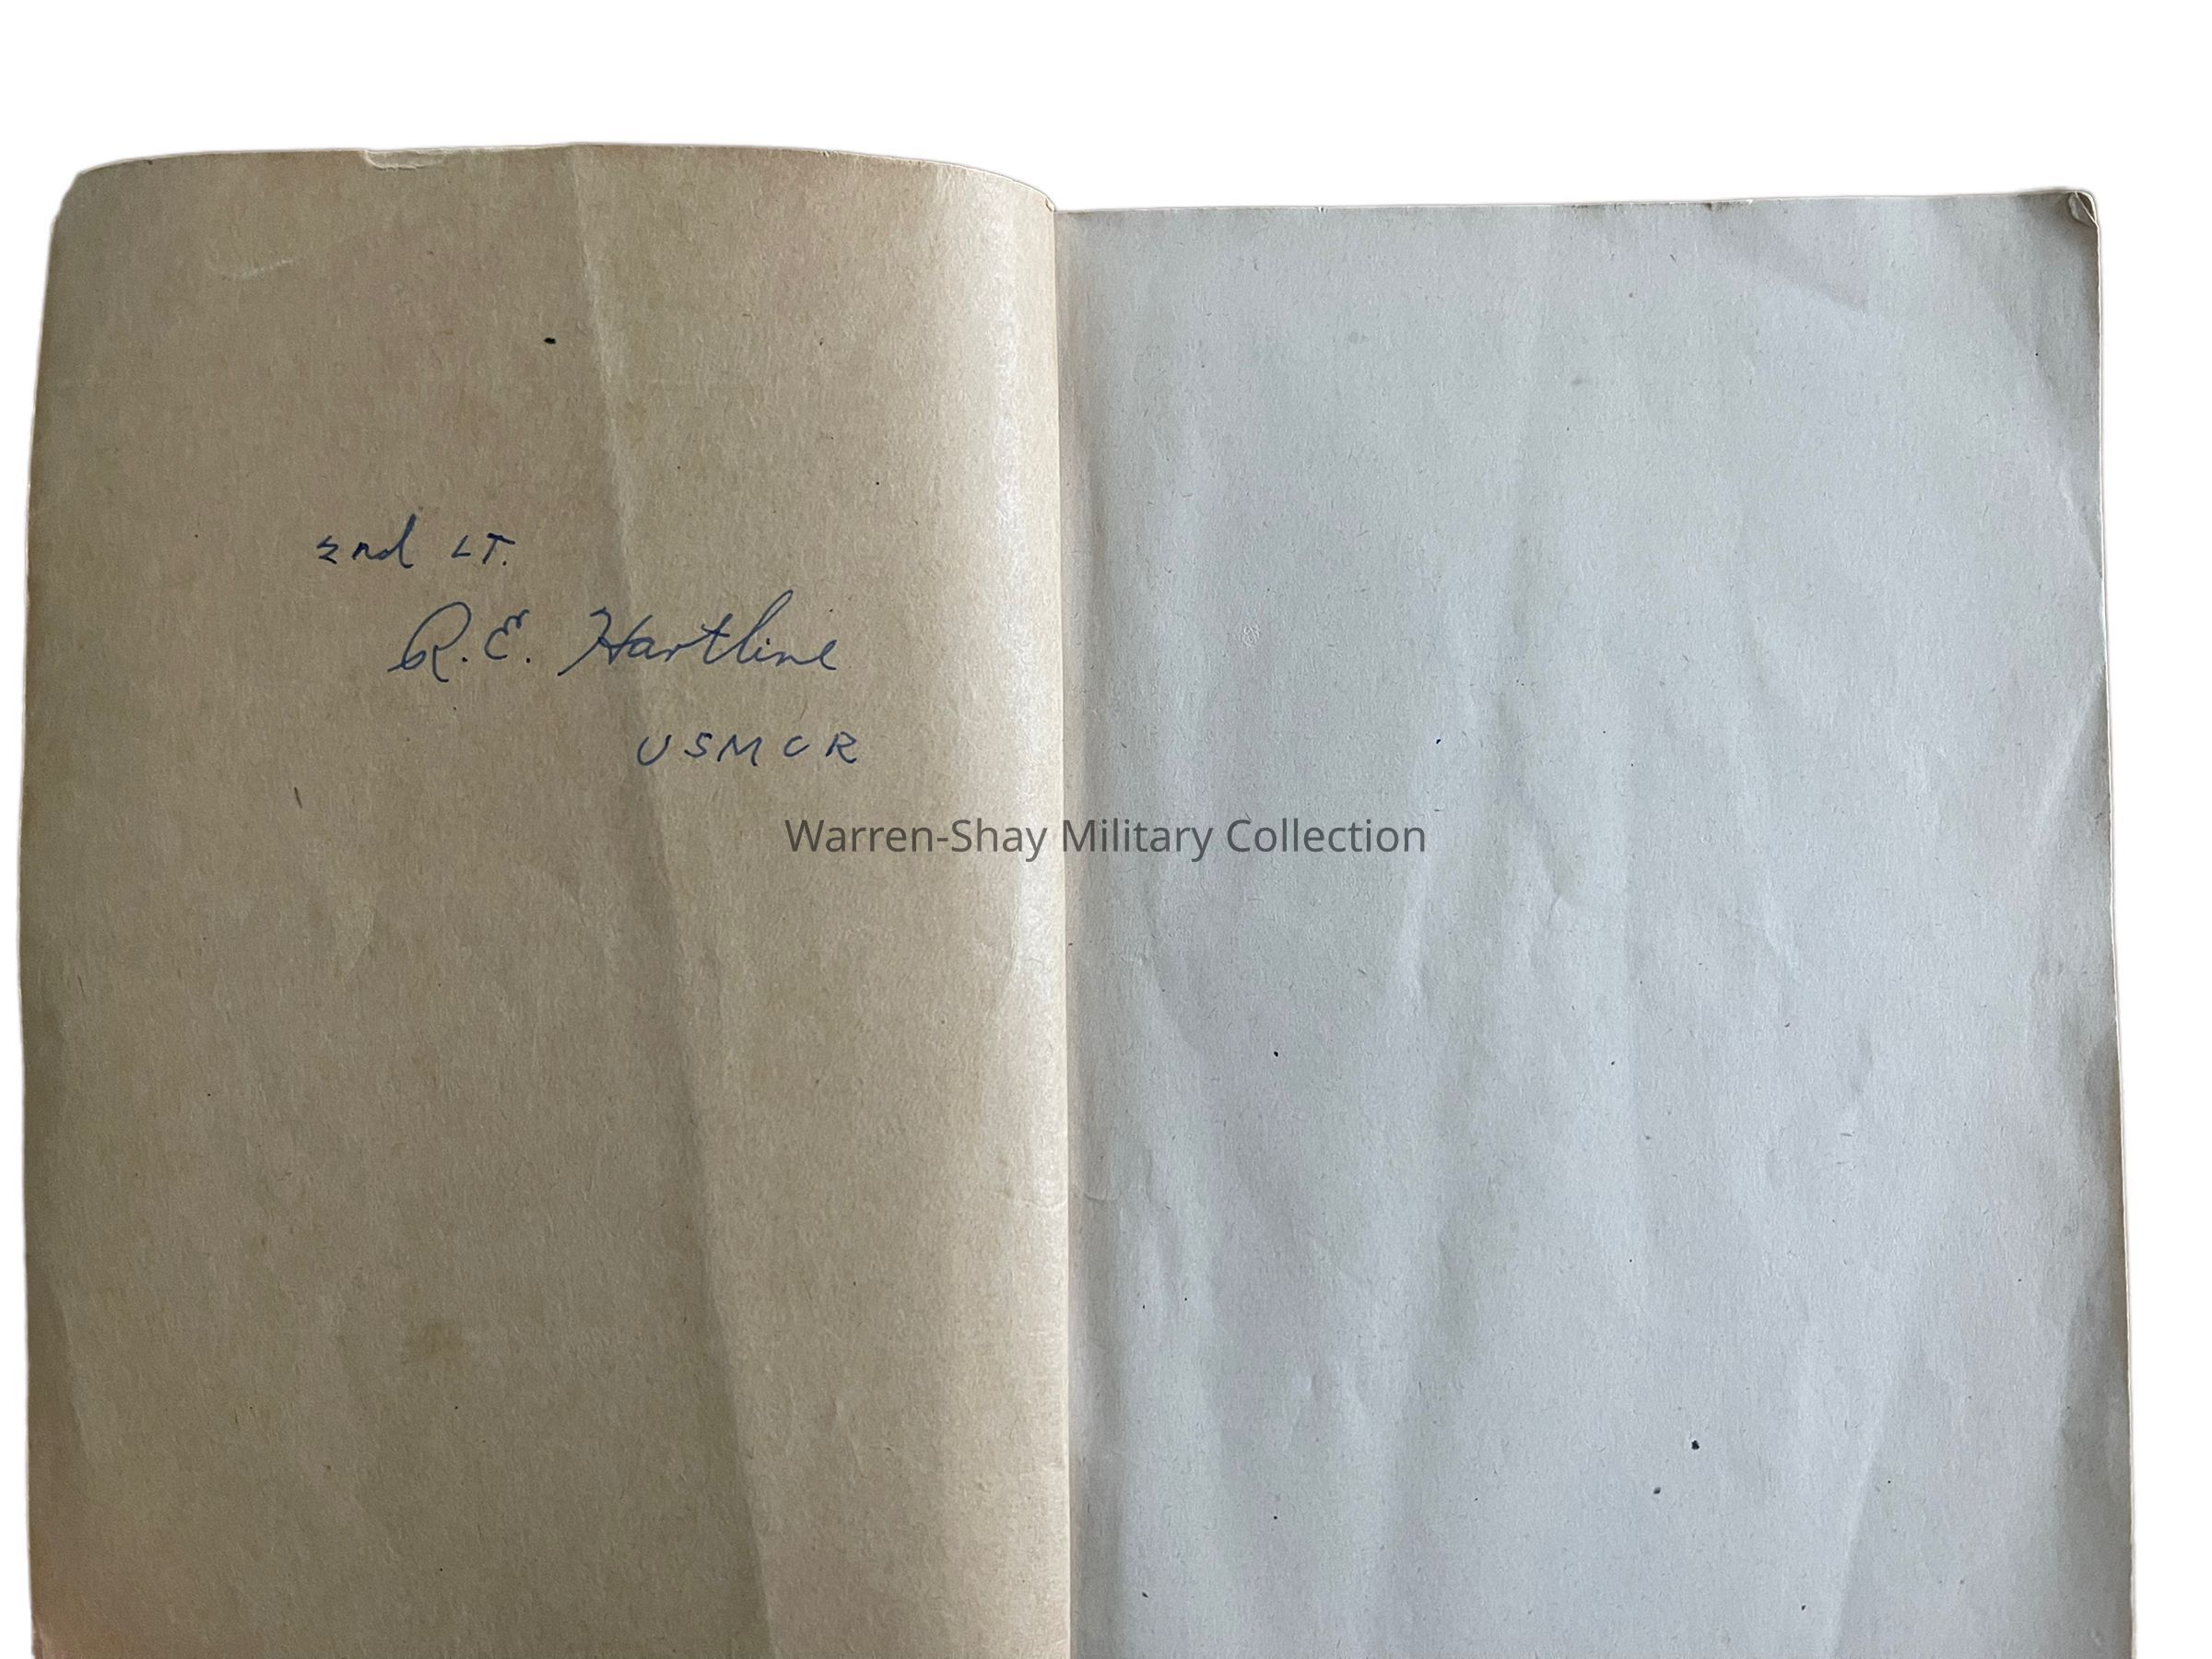 2nd LT.
R.E. Hartline
USMCR
Warren-Shay Military Collection